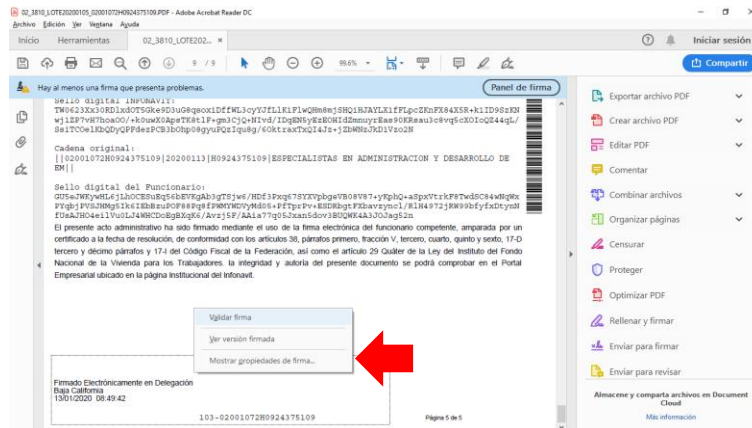 02_3810_LOTE20200105_02001072H0924375109.PDF - Adobe Acrobat Reader DC
Archivo Edición Ver Ventana Ayuda
Inicio Herramientas 02_3810_LOTE202... × Iniciar sesión
9 / 9 99.6% Compartir
Hay al menos una firma que presenta problemas. Panel de firma
Sello digital INFONAVIT:
Cadena original:
||02001072H0924375109|20200113|H0924375109|ESPECIALISTAS EN ADMINISTRACION Y DESARROLLO DE
EM||
Sello digital del Funcionario:
El presente acto administrativo ha sido firmado mediante el uso de la firma electrónica del funcionario competente, amparada por un
certificado a la fecha de resolución, de conformidad con los artículos 38, párrafos primero, fracción V, tercero, cuarto, quinto y sexto, 17-D
tercero y décimo párrafos y 17-I del Código Fiscal de la Federación, así como el artículo 29 Quáter de la Ley del Instituto del Fondo
Nacional de la Vivienda para los Trabajadores. la integridad y autoría del presente documento se podrá comprobar en el Portal
Empresarial ubicado en la página Institucional del Infonavit.
Validar firma
Ver versión firmada
Mostrar propiedades de firma...
Firmado Electrónicamente en Delegación
Baja California
13/01/2020 08:49:42
103-02001072H0924375109
Página 5 de 5
Exportar archivo PDF
Crear archivo PDF
Editar PDF
Comentar
Combinar archivos
Organizar páginas
Censurar
Proteger
Optimizar PDF
Rellenar y firmar
Enviar para firmar
Enviar para revisar
Almacene y comparta archivos en Document
Cloud
Más información